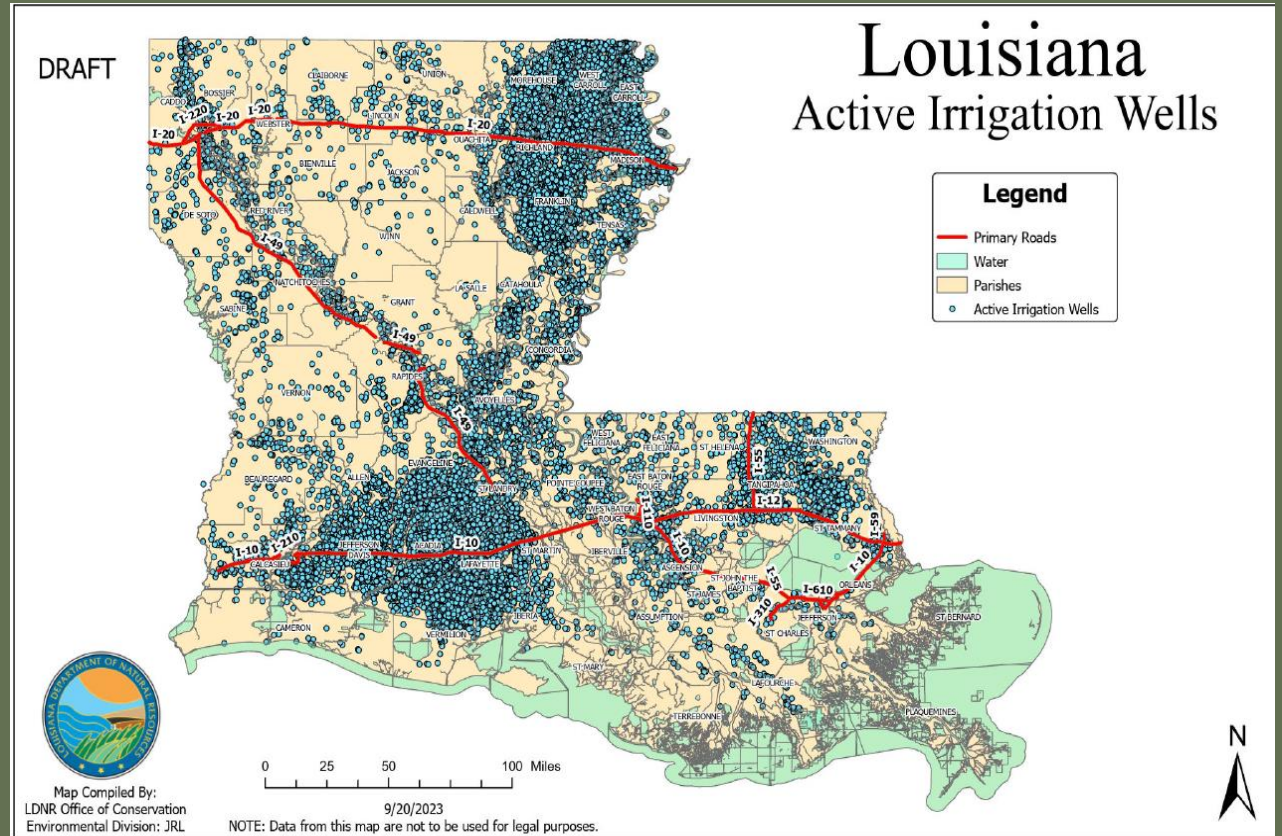 DRAFT
Louisiana
Active Irrigation Wells
Legend
Primary Roads
Water
Parishes
Active Irrigation Wells
CADDO
BOSSIER
CLAIBORNE
UNION
MOREHOUSE
WEST CARROLL
EAST CARROLL
I-220
I-20
I-20
I-20
WEBSTER
LINCOLN
I-20
OUACHITA
RICHLAND
MADISON
BIENVILLE
JACKSON
FRANKLIN
DE SOTO
RED RIVER
CALDWELL
TENSAS
WINN
I-49
NATCHITOCHES
SABINE
GRANT
LA SALLE
CATAHOULA
I-49
CONCORDIA
RAPIDES
VERNON
AVOYELLES
I-49
WEST FELICIANA
EAST FELICIANA
ST HELENA
I-55
WASHINGTON
EVANGELINE
BEAUREGARD
ALLEN
ST LANDRY
POINTE COUPEE
EAST BATON ROUGE
TANGIPAHOA
WEST BATON ROUGE
I-110
LIVINGSTON
I-12
ST TAMMANY
I-59
I-10
I-210
CALCASIEU
JEFFERSON DAVIS
ACADIA
I-10
LAFAYETTE
ST MARTIN
IBERVILLE
I-10
ASCENSION
I-10
ST JOHN THE BAPTIST
I-55
ORLEANS
ST JAMES
I-610
I-310
JEFFERSON
ST BERNARD
CAMERON
VERMILION
IBERIA
ASSUMPTION
ST CHARLES
ST MARY
LAFOURCHE
TERREBONNE
PLAQUEMINES
LOUISIANA DEPARTMENT OF NATURAL RESOURCES
Map Compiled By:
LDNR Office of Conservation
Environmental Division: JRL
0 25 50 100 Miles
9/20/2023
NOTE: Data from this map are not to be used for legal purposes.
N